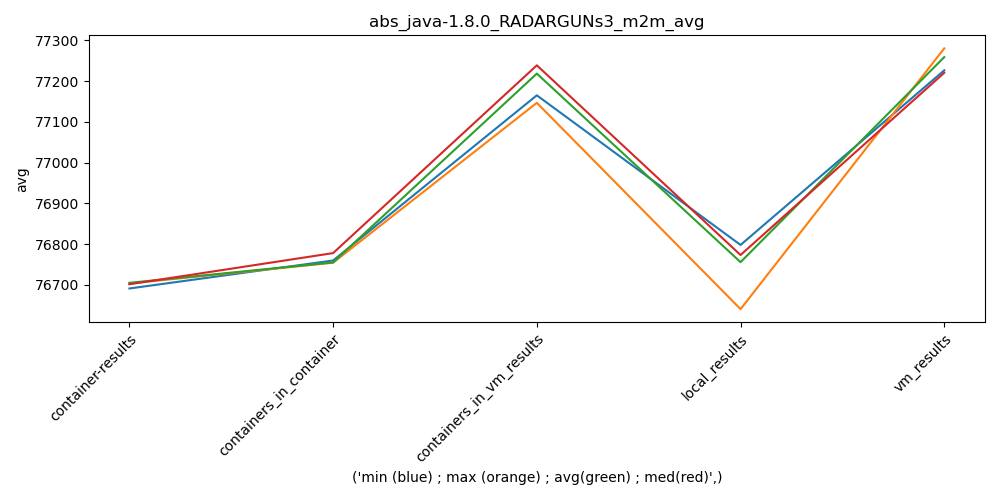 abs_java-1.8.0_RADARGUNs3_m2m_avg
77300
77200
77100
77000
76900
76800
76700
avg
container-results
containers_in_container
containers_in_vm_results
local_results
vm_results
('min (blue) ; max (orange) ; avg(green) ; med(red)',)